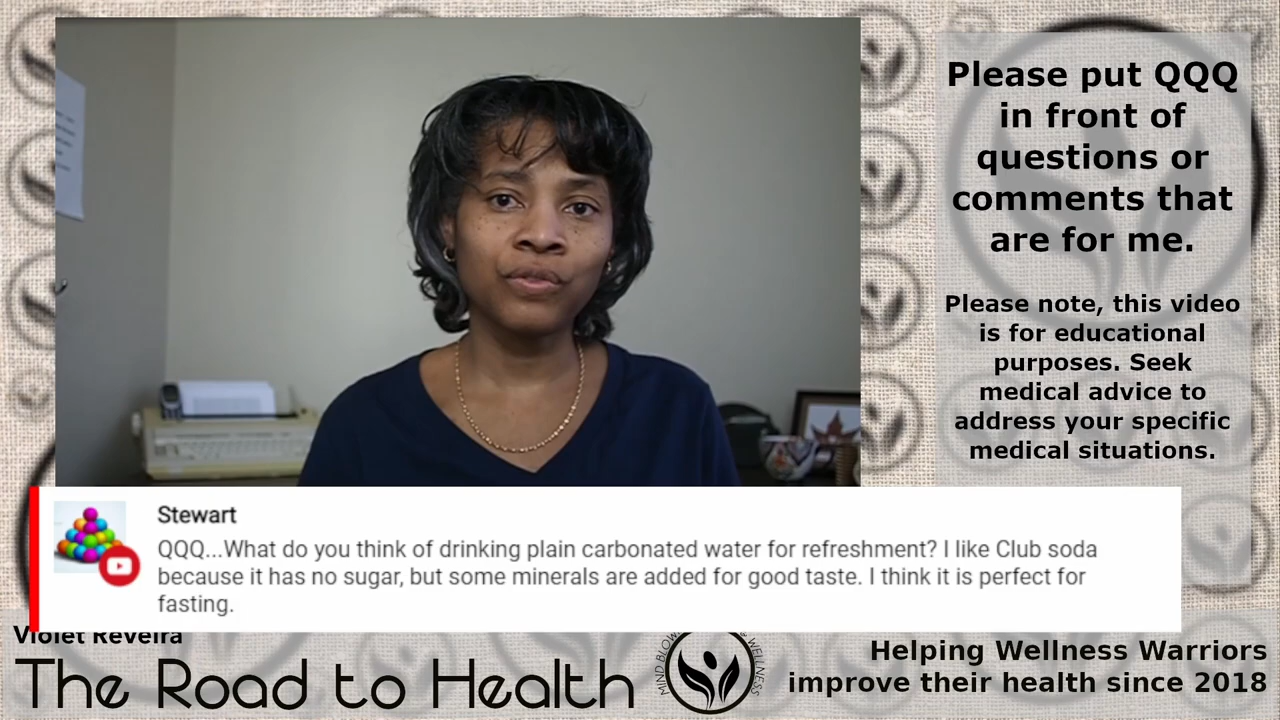 Please put QQQ
in front of
questions or
comments that
are for me.
Please note, this video
is for educational
purposes. Seek
medical advice to
address your specific
medical situations.
Stewart
QQQ...What do you think of drinking plain carbonated water for refreshment? I like Club soda
because it has no sugar, but some minerals are added for good taste. I think it is perfect for
fasting.
Violet Reveira
The Road to Health
MIND BLOW WELLNESS
Helping Wellness Warriors
improve their health since 2018